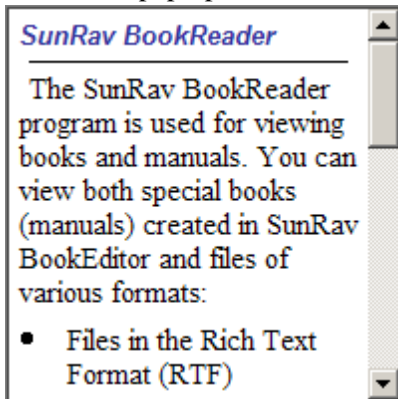 SunRav BookReader
The SunRav BookReader
program is used for viewing
books and manuals. You can
view both special books
(manuals) created in SunRav
BookEditor and files of
various formats:
● Files in the Rich Text
Format (RTF)